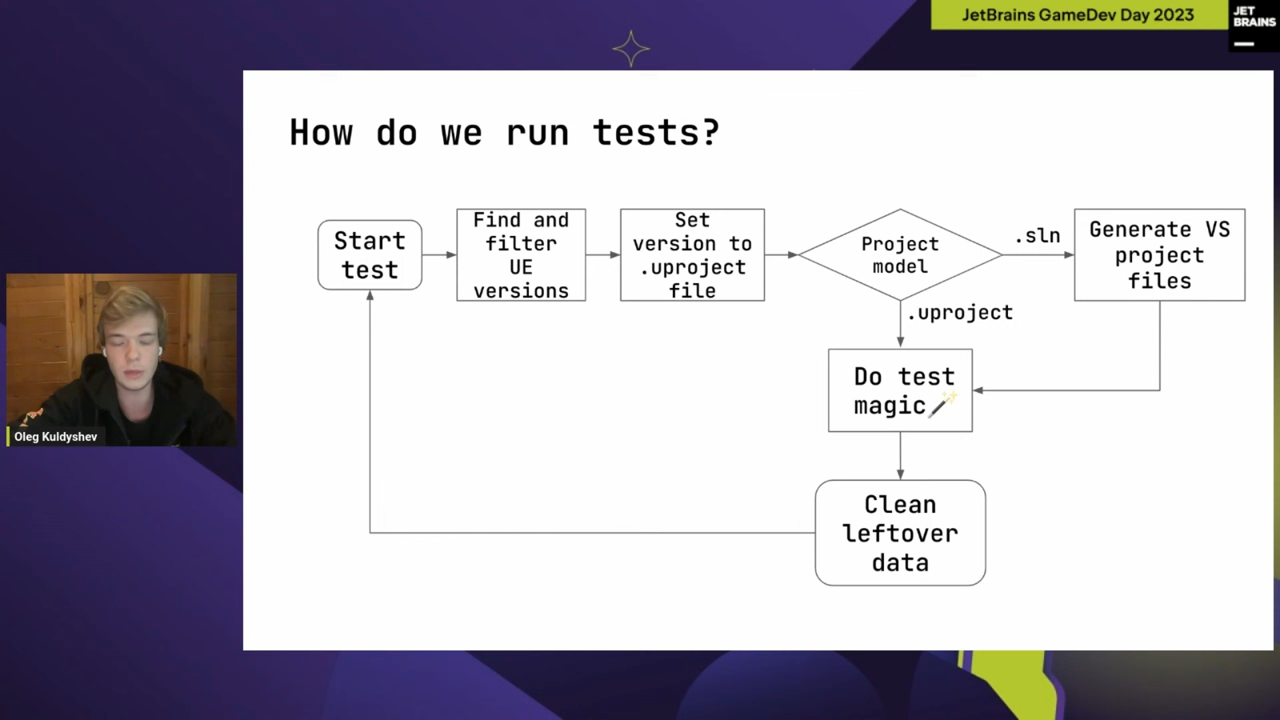 JetBrains GameDev Day 2023
JET
BRAINS
How do we run tests?
Start
test
Find and
filter
UE
versions
Set
version to
.uproject
file
Project
model
.sln
Generate VS
project
files
.uproject
Do test
magic
Oleg Kuldyshev
Clean
leftover
data